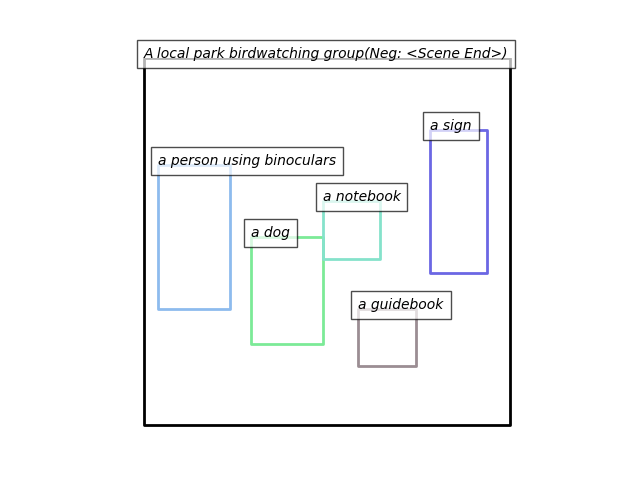 A local park birdwatching group(Neg: <Scene End>)
a sign
a person using binoculars
a notebook
a dog
a guidebook